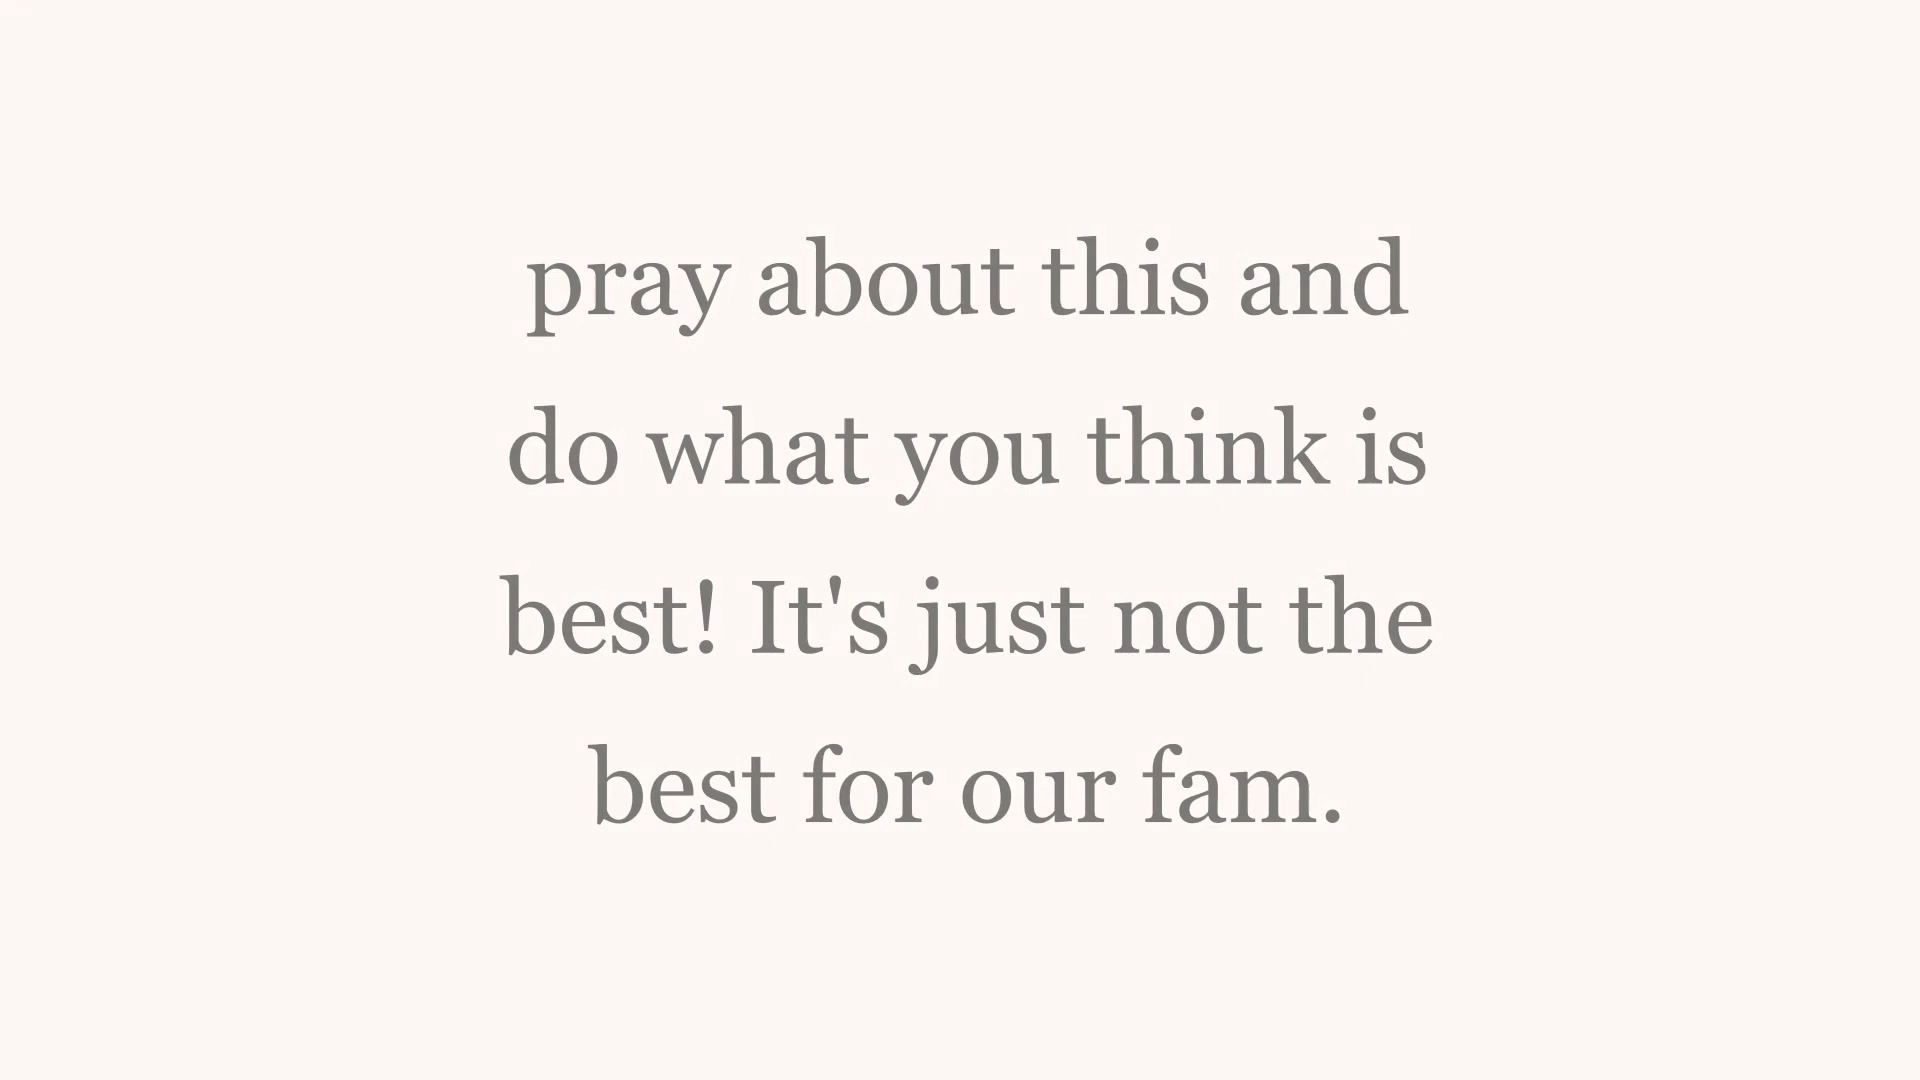 pray about this and
do what you think is
best! It's just not the
best for our fam.